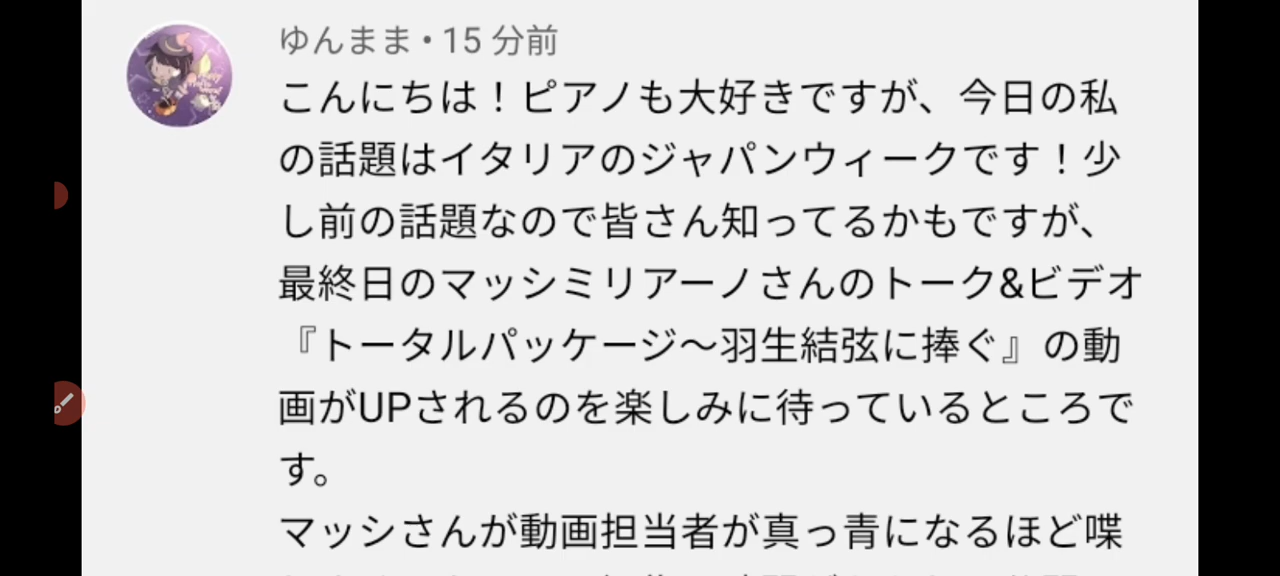 ゆんまま • 15 分前
こんにちは！ピアノも大好きですが、今日の私
の話題はイタリアのジャパンウィークです！少
し前の話題なので皆さん知ってるかもですが、
最終日のマッシミリアーノさんのトーク&ビデオ
『トータルパッケージ〜羽生結弦に捧ぐ』の動
画がUPされるのを楽しみに待っているところで
す。
マッシさんが動画担当者が真っ青になるほど喋